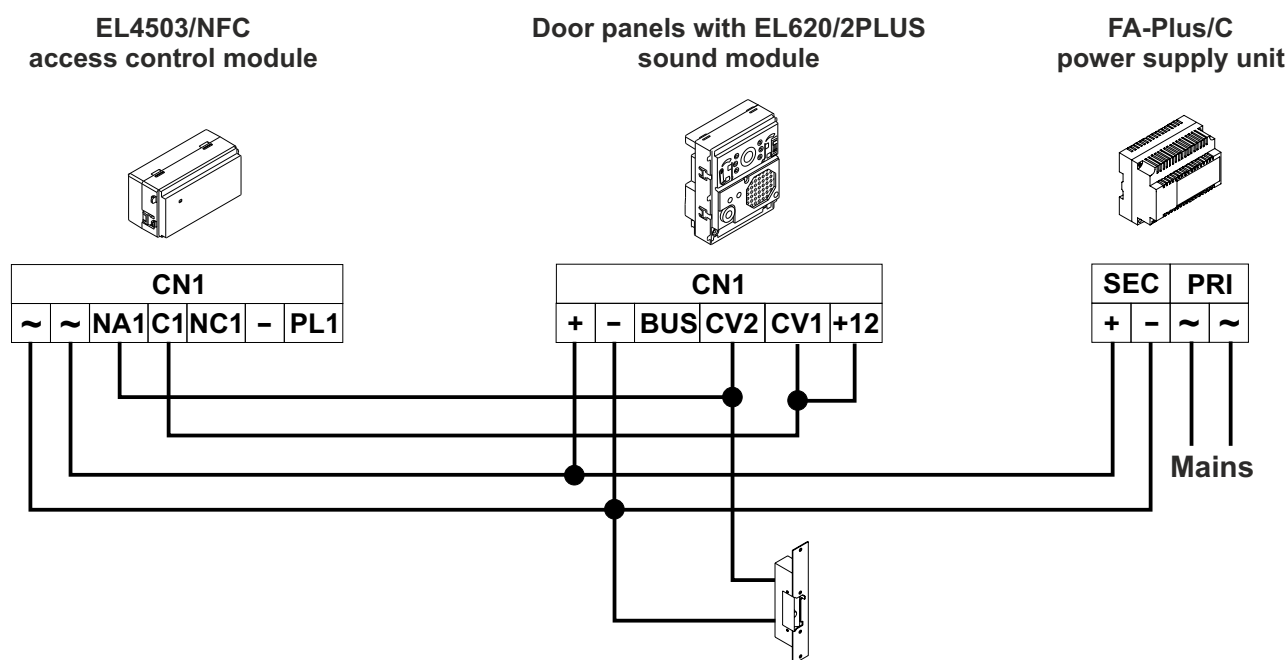 EL4503/NFC
access control module
Door panels with EL620/2PLUS
sound module
FA-Plus/C
power supply unit
CN1
~ ~ NA1 C1 NC1 – PL1
CN1
+ – BUS CV2 CV1 +12
SEC PRI
+ – ~ ~
Mains